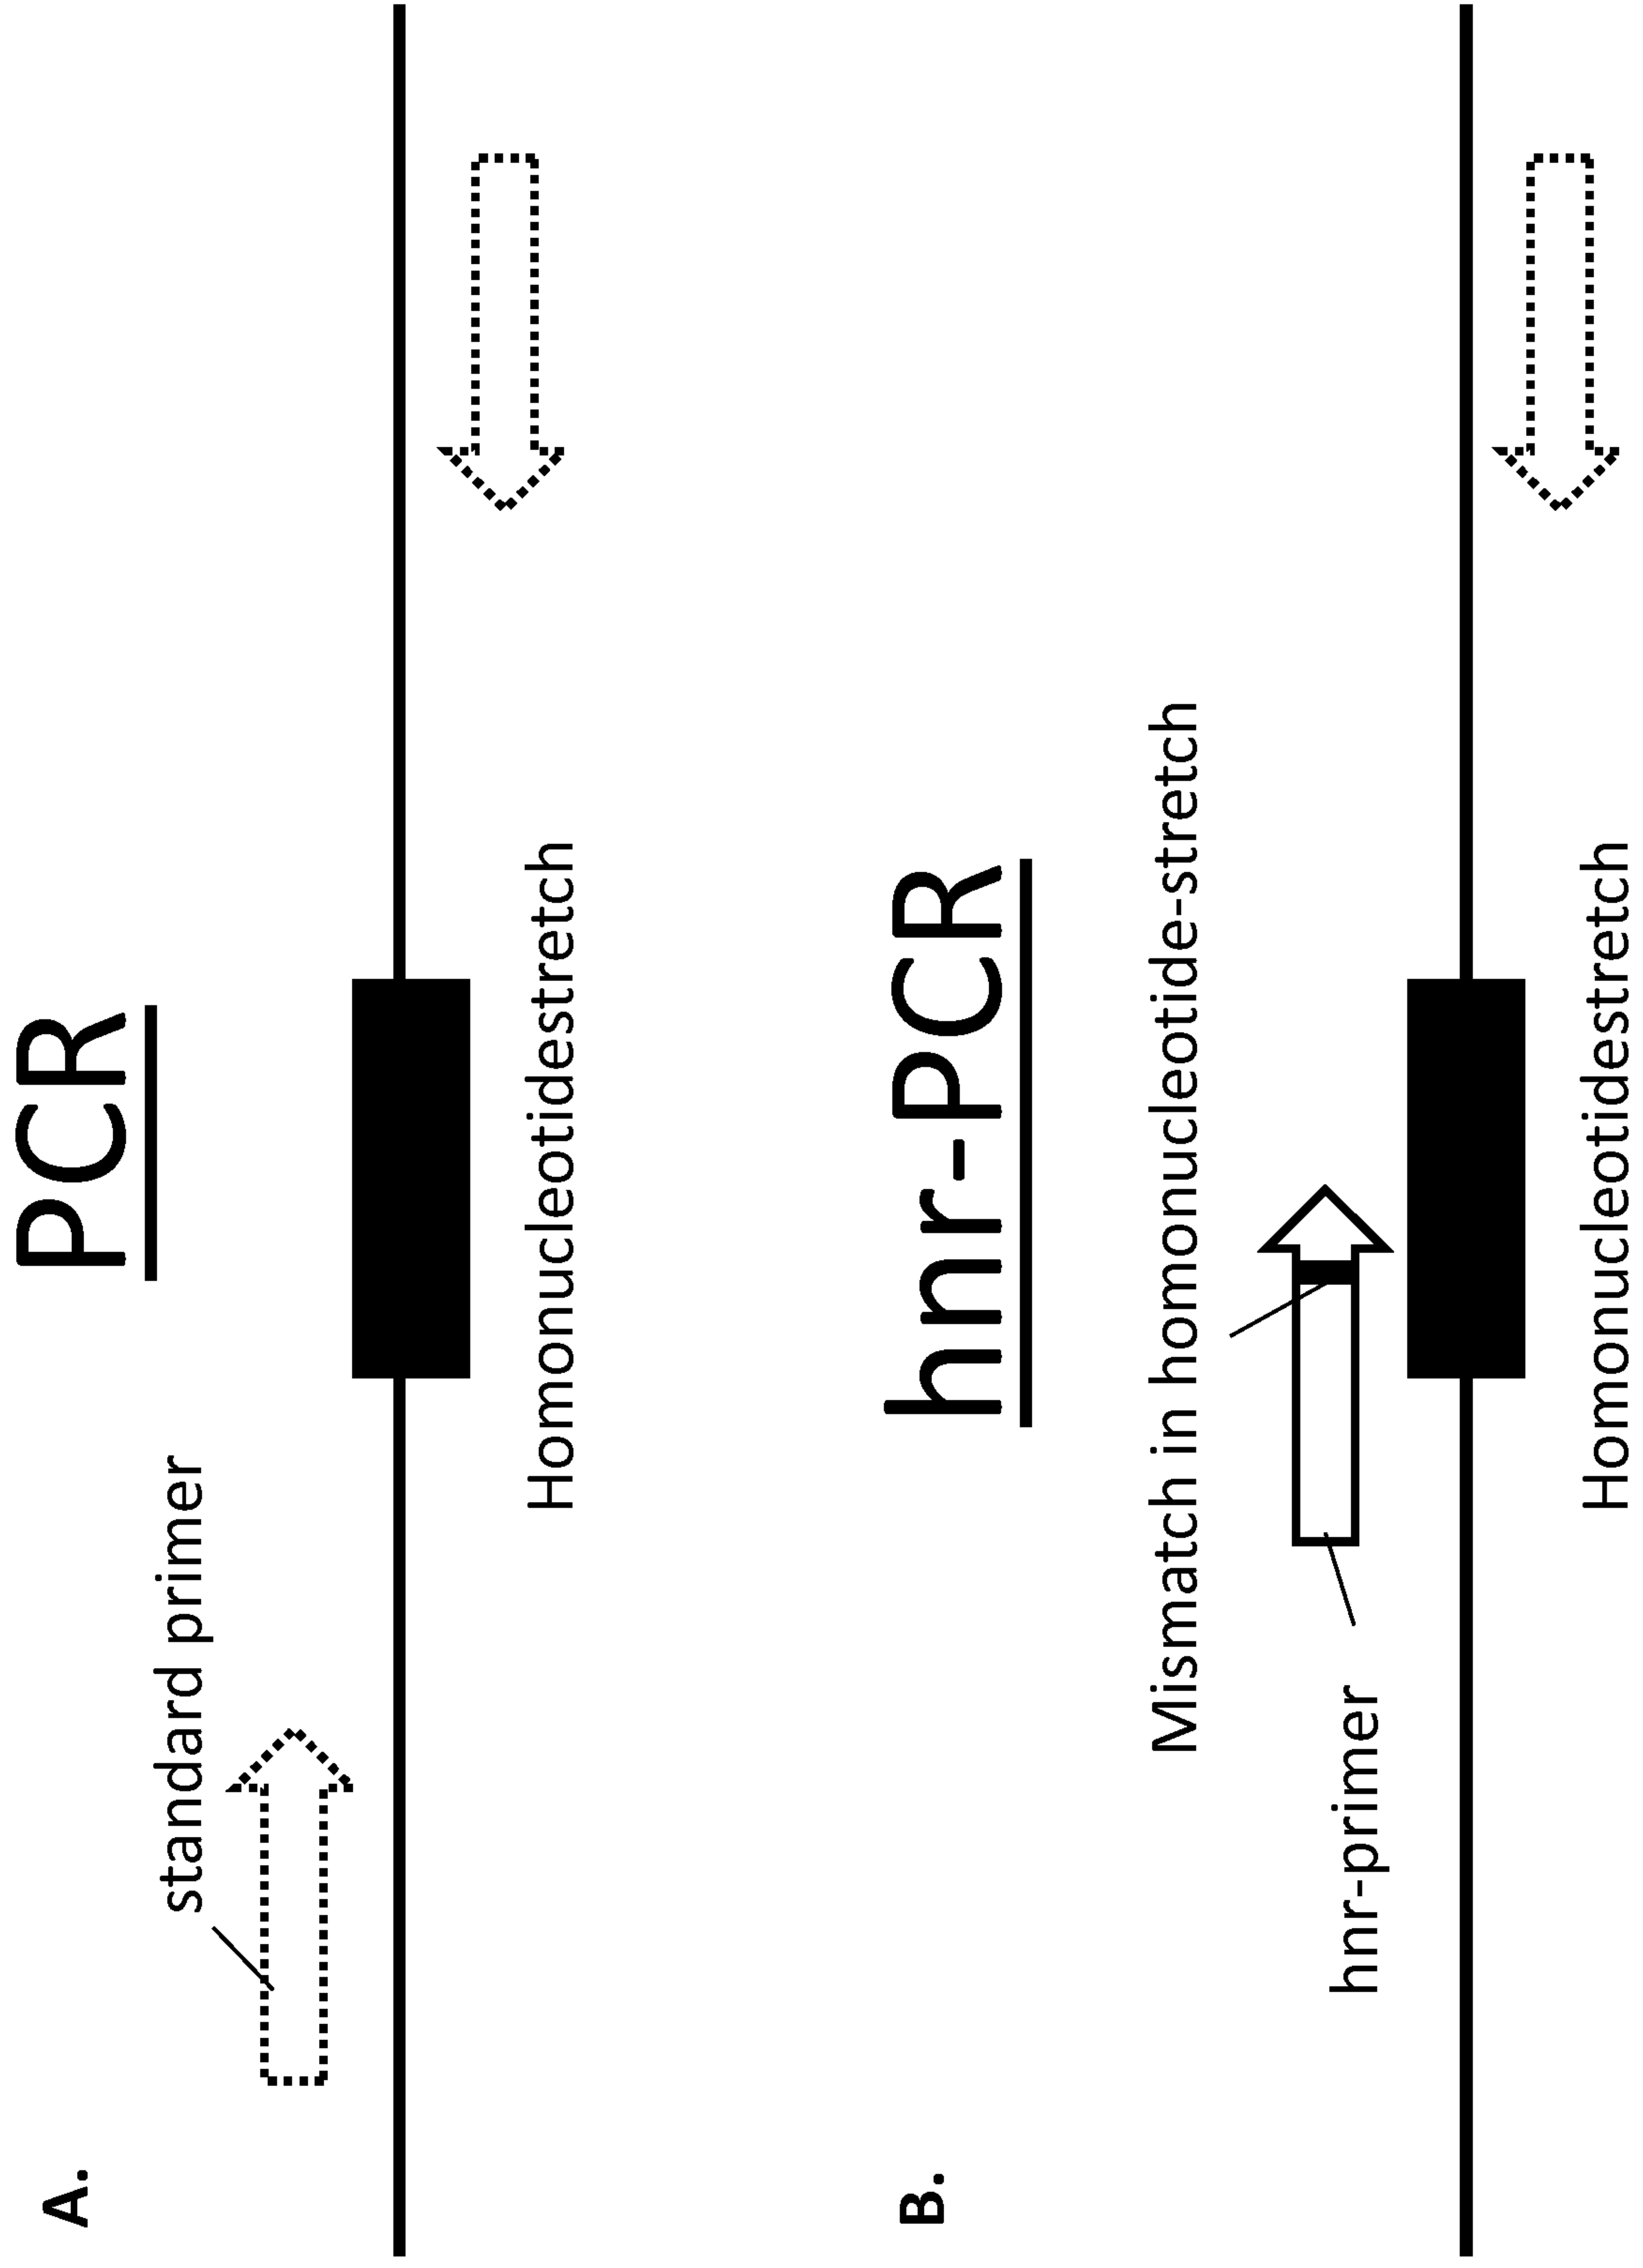 A.
PCR
standard primer
Homonucleotidestretch
B.
hnr-PCR
Mismatch in homonucleotide-stretch
hnr-primer
Homonucleotidestretch